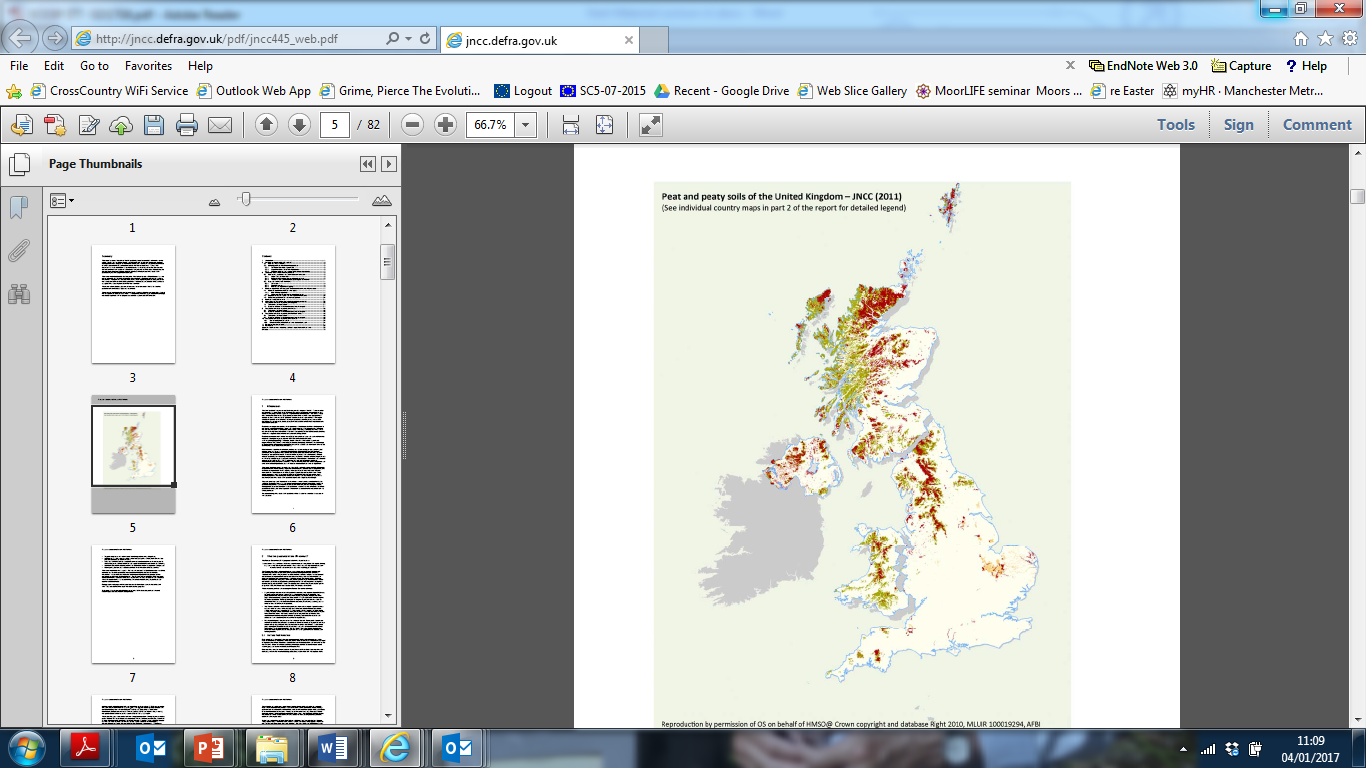 http://jncc.defra.gov.uk/pdf/jncc445_web.pdf
jncc.defra.gov.uk
File Edit Go to Favorites Help
EndNote Web 3.0 Capture Help
CrossCountry WiFi Service Outlook Web App Grime, Pierce The Evoluti... Logout SC5-07-2015 Recent - Google Drive Web Slice Gallery MoorLIFE seminar Moors ... re Easter myHR · Manchester Metr...
5 / 82 66.7% Tools Sign Comment
Page Thumbnails
1 2
3 4
5 6
7 8
Peat and peaty soils of the United Kingdom – JNCC (2011)
(See individual country maps in part 2 of the report for detailed legend)
Reproduction by permission of OS on behalf of HMSO@ Crown copyright and database Right 2010, MLUIR 100019294, AFBI
11:09
04/01/2017